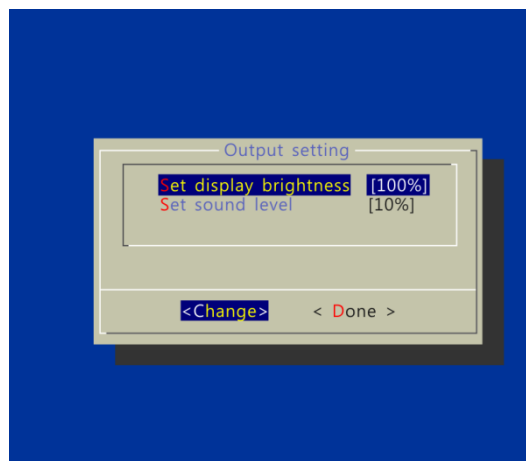 Output setting
Set display brightness [100%]
Set sound level [10%]
<Change> < Done >